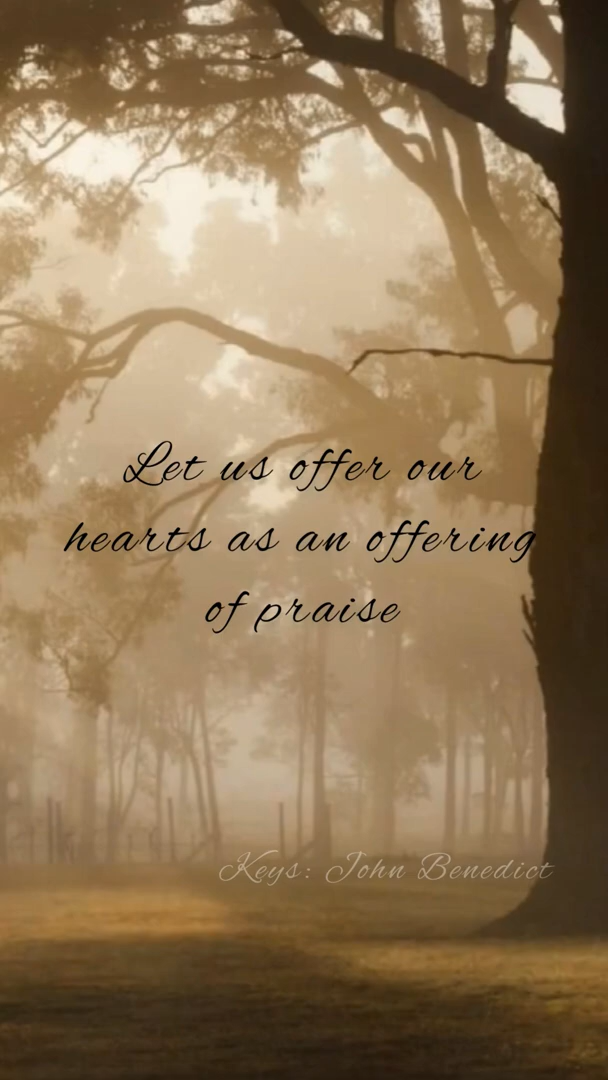 Let us offer our
hearts as an offering
of praise
Keys: John Benedict